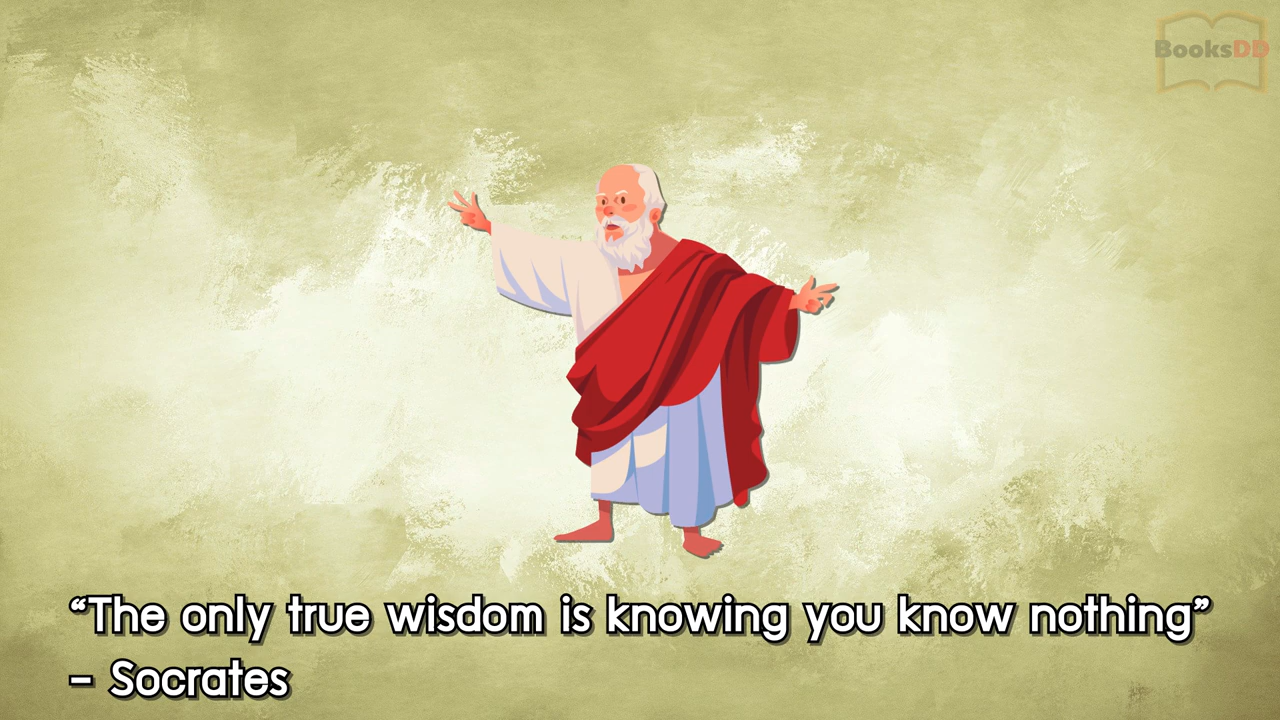 BooksDD
“The only true wisdom is knowing you know nothing”
- Socrates